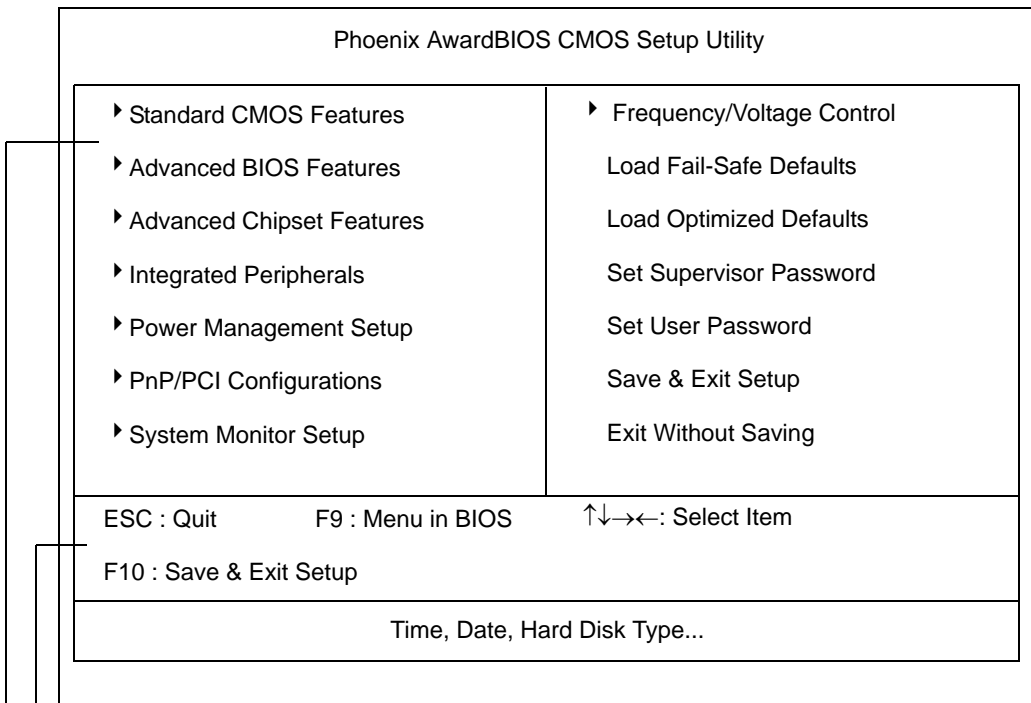 Phoenix AwardBIOS CMOS Setup Utility
Standard CMOS Features
Advanced BIOS Features
Advanced Chipset Features
Integrated Peripherals
Power Management Setup
PnP/PCI Configurations
System Monitor Setup
Frequency/Voltage Control
Load Fail-Safe Defaults
Load Optimized Defaults
Set Supervisor Password
Set User Password
Save & Exit Setup
Exit Without Saving
ESC : Quit F9 : Menu in BIOS ↑↓→←: Select Item
F10 : Save & Exit Setup
Time, Date, Hard Disk Type...